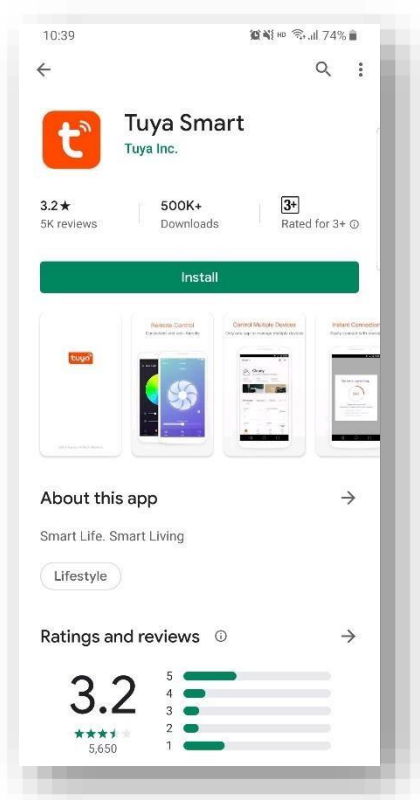 10:39 HD 74%
Tuya Smart
Tuya Inc.
3.2★ 500K+ 3+
5K reviews Downloads Rated for 3+
Install
tuya
Remote Control
Control Multiple Devices
Instant Connection
About this app
Smart Life. Smart Living
Lifestyle
Ratings and reviews
3.2
5
4
3
2
1
5,650